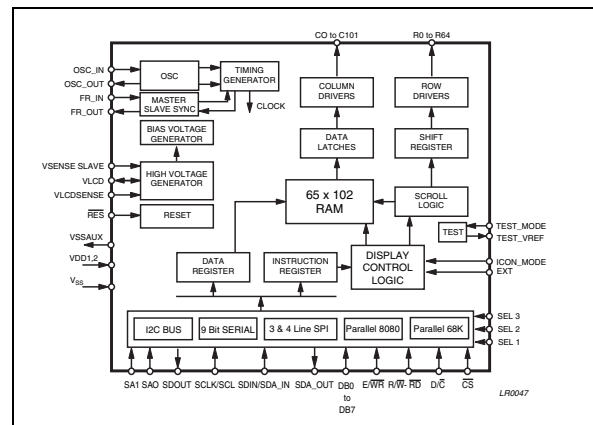 CO to C101
R0 to R64
OSC_IN
OSC_OUT
FR_IN
FR_OUT
OSC
TIMING
GENERATOR
MASTER
SLAVE SYNC
CLOCK
COLUMN
DRIVERS
ROW
DRIVERS
BIAS VOLTAGE
GENERATOR
DATA
LATCHES
SHIFT
REGISTER
VSENSE SLAVE
VLCD
VLCDSENSE
HIGH VOLTAGE
GENERATOR
65 x 102
RAM
SCROLL
LOGIC
RES
RESET
TEST
TEST_MODE
TEST_VREF
VSSAUX
VDD1,2
VSS
DATA
REGISTER
INSTRUCTION
REGISTER
DISPLAY
CONTROL
LOGIC
ICON_MODE
EXT
I2C BUS
9 Bit SERIAL
3 & 4 Line SPI
Parallel 8080
Parallel 68K
SEL 3
SEL 2
SEL 1
SA1
SAO
SDOUT
SCLK/SCL
SDIN/SDA_IN
SDA_OUT
DB0
to
DB7
E/WR
R/W-RD
D/C
CS
LR0047